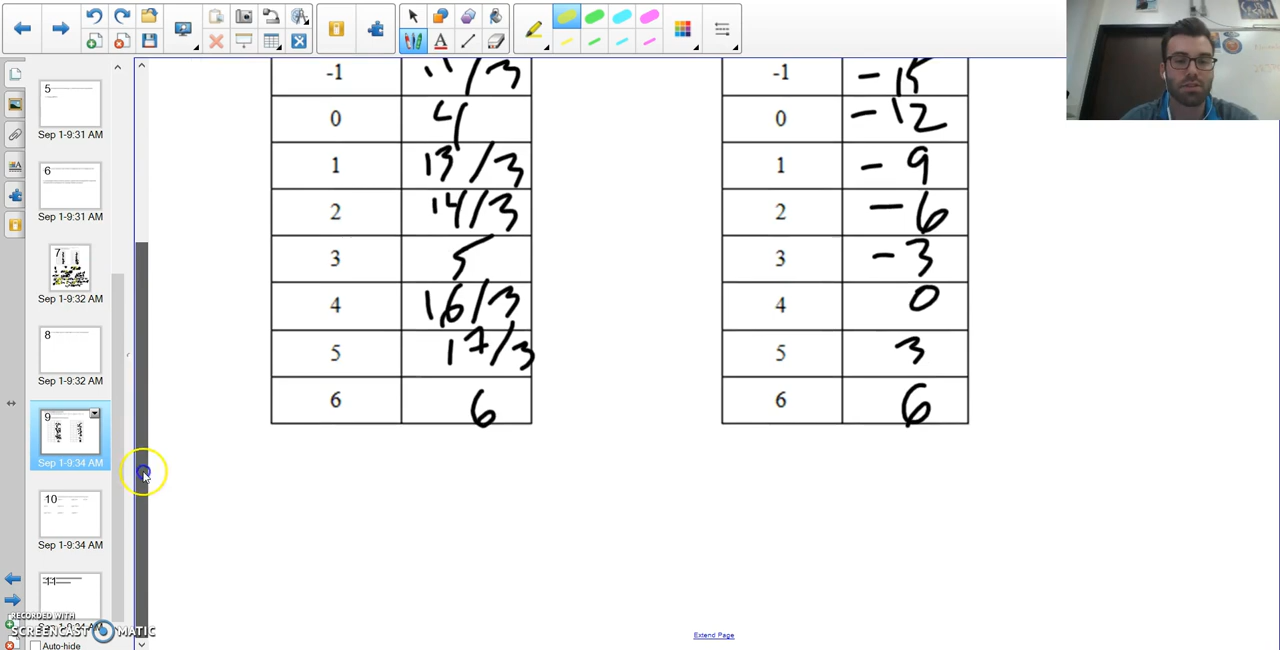 5
Sep 1-9:31 AM
6
Sep 1-9:31 AM
7
Sep 1-9:32 AM
8
Sep 1-9:32 AM
9
Sep 1-9:34 AM
10
Sep 1-9:34 AM
11
RECORDED WITH
SCREENCAST MATIC
Auto-hide
-1 11/3
0 4
1 13/3
2 14/3
3 5
4 16/3
5 17/3
6 6
-1 -15
0 -12
1 -9
2 -6
3 -3
4 0
5 3
6 6
Extend Page